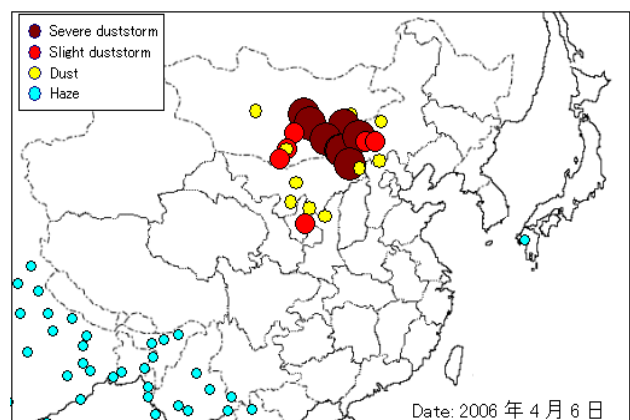 Severe duststorm
Slight duststorm
Dust
Haze
Date: 2006 年 4 月 6 日